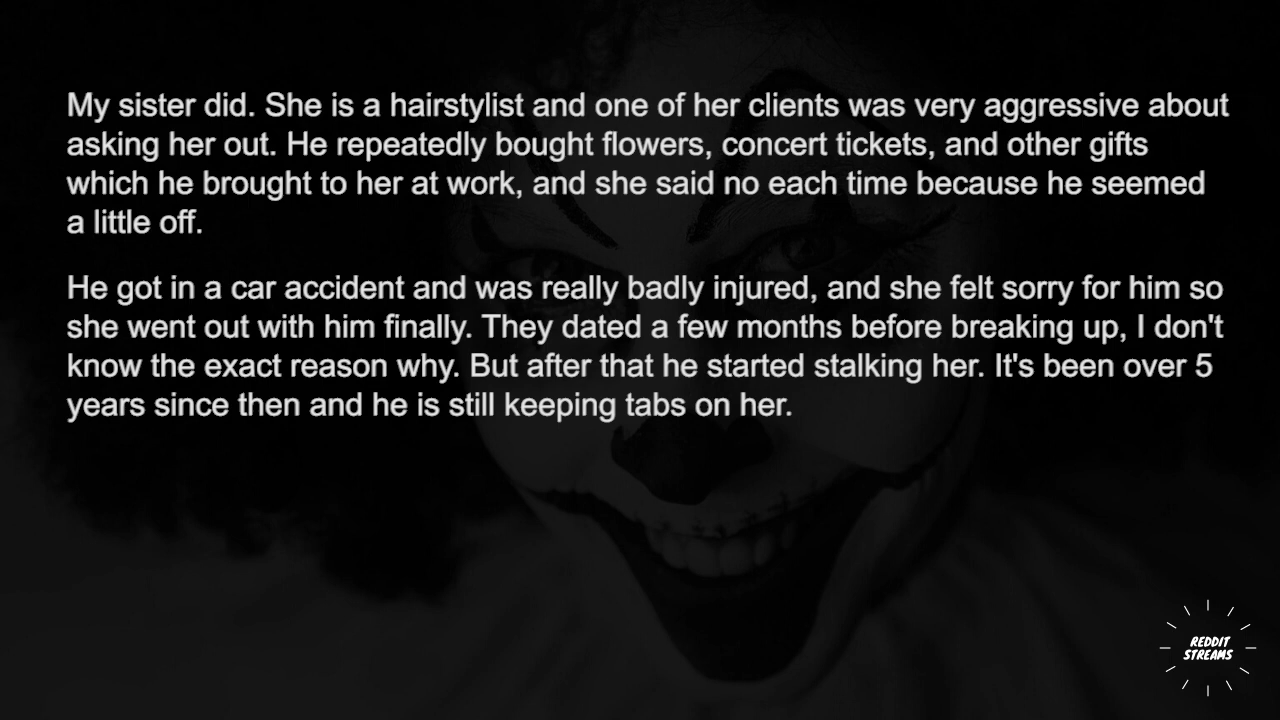 My sister did. She is a hairstylist and one of her clients was very aggressive about
asking her out. He repeatedly bought flowers, concert tickets, and other gifts
which he brought to her at work, and she said no each time because he seemed
a little off.
He got in a car accident and was really badly injured, and she felt sorry for him so
she went out with him finally. They dated a few months before breaking up, I don't
know the exact reason why. But after that he started stalking her. It's been over 5
years since then and he is still keeping tabs on her.
REDDIT
STREAMS